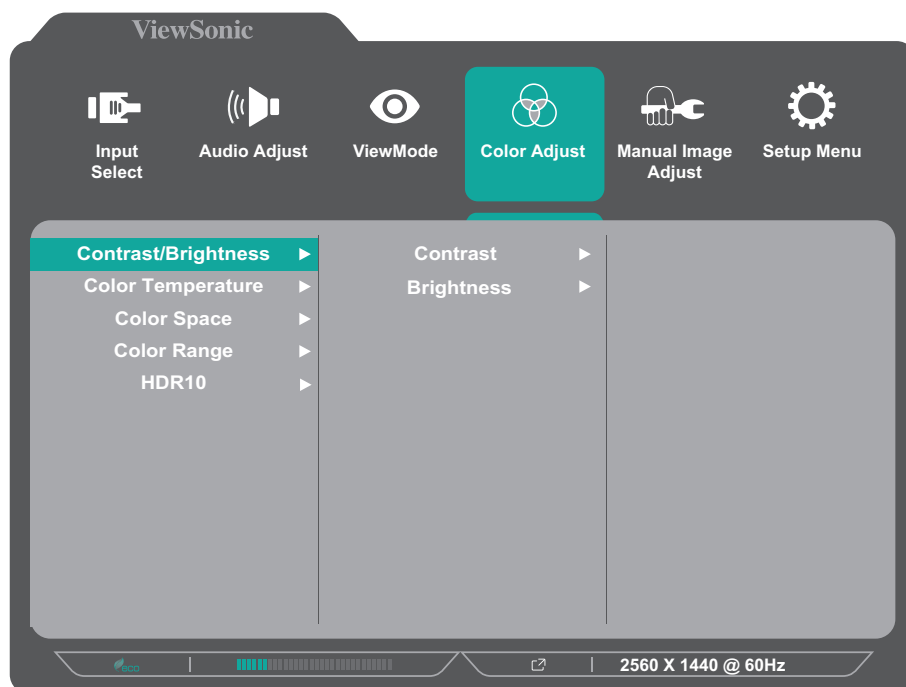 ViewSonic
Input
Select
Audio Adjust
ViewMode
Color Adjust
Manual Image
Adjust
Setup Menu
Contrast/Brightness
Color Temperature
Color Space
Color Range
HDR10
Contrast
Brightness
eco
2560 X 1440 @ 60Hz